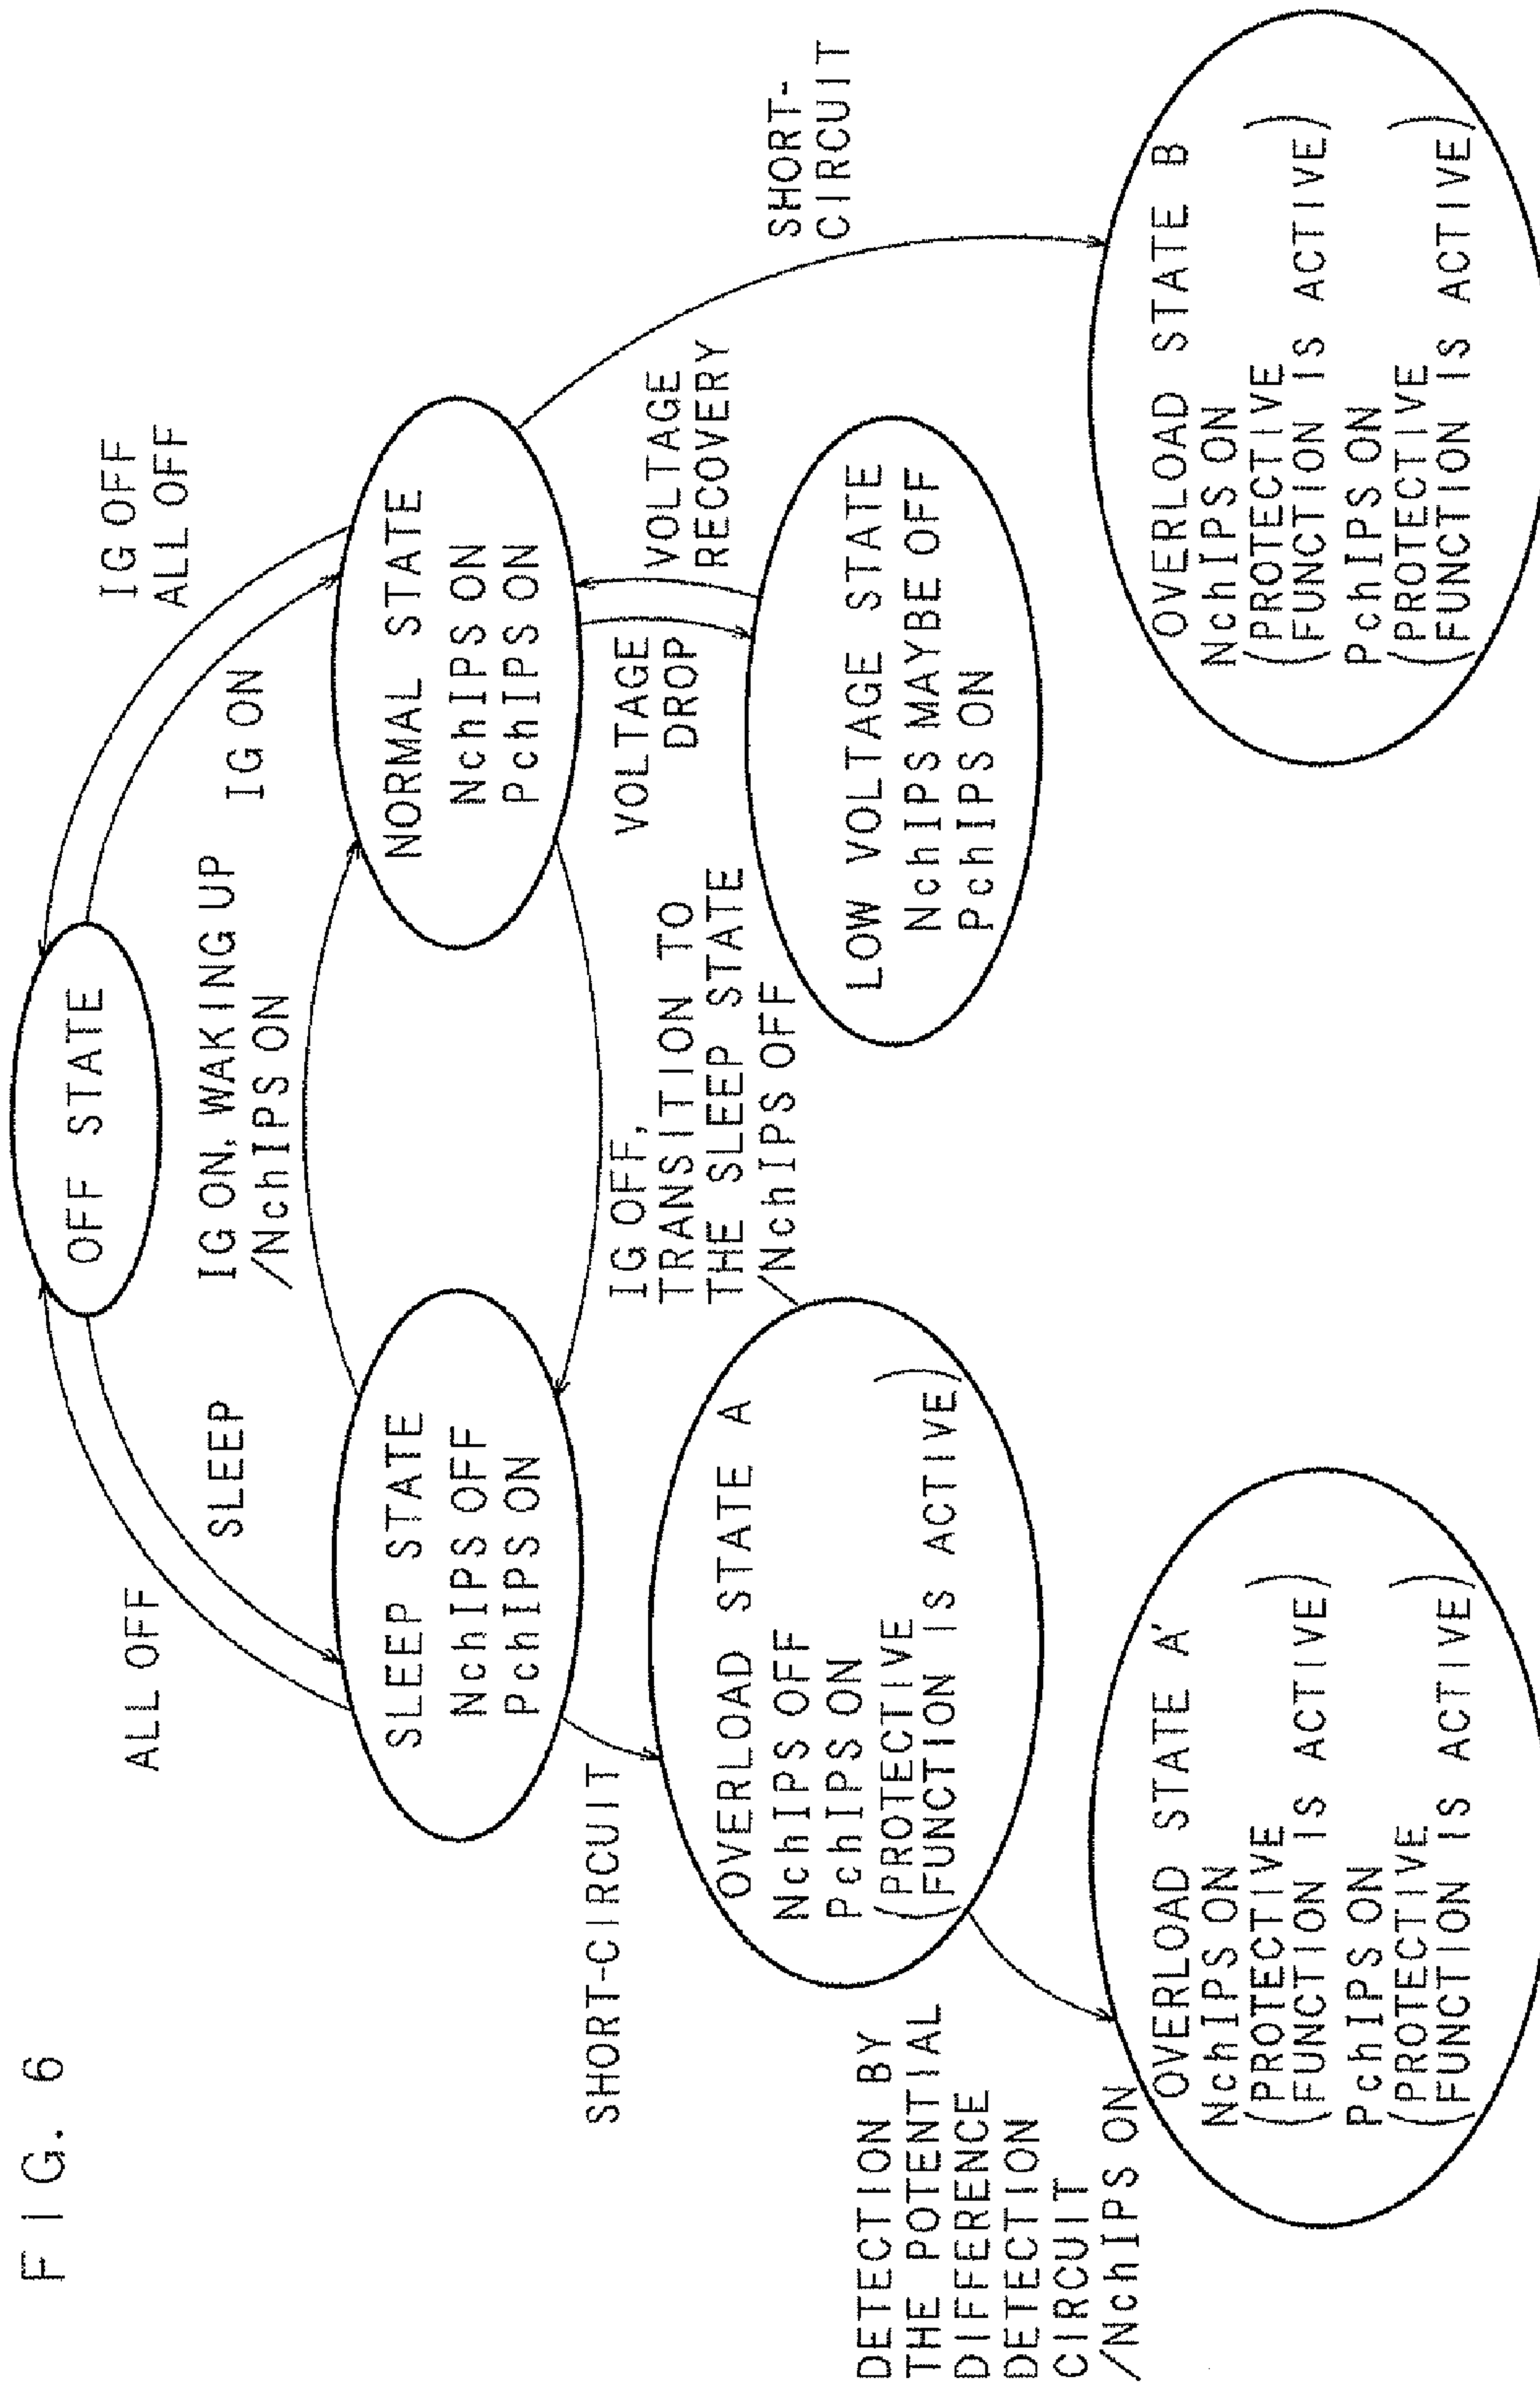 FIG. 6
OFF STATE
ALL OFF
SLEEP
IG ON, WAKING UP
/NchIPS ON
IG ON
IG OFF
ALL OFF
SLEEP STATE
NchIPS OFF
PchIPS ON
NORMAL STATE
NchIPS ON
PchIPS ON
SHORT-CIRCUIT
IG OFF,
TRANSITION TO
THE SLEEP STATE
/NchIPS OFF
VOLTAGE
DROP
VOLTAGE
RECOVERY
SHORT-
CIRCUIT
OVERLOAD STATE A
NchIPS OFF
PchIPS ON
(PROTECTIVE
FUNCTION IS ACTIVE)
LOW VOLTAGE STATE
NchIPS MAYBE OFF
PchIPS ON
DETECTION BY
THE POTENTIAL
DIFFERENCE
DETECTION
CIRCUIT
/NchIPS ON
OVERLOAD STATE A'
NchIPS ON
(PROTECTIVE
FUNCTION IS ACTIVE)
PchIPS ON
(PROTECTIVE
FUNCTION IS ACTIVE)
OVERLOAD STATE B
NchIPS ON
(PROTECTIVE
FUNCTION IS ACTIVE)
PchIPS ON
(PROTECTIVE
FUNCTION IS ACTIVE)